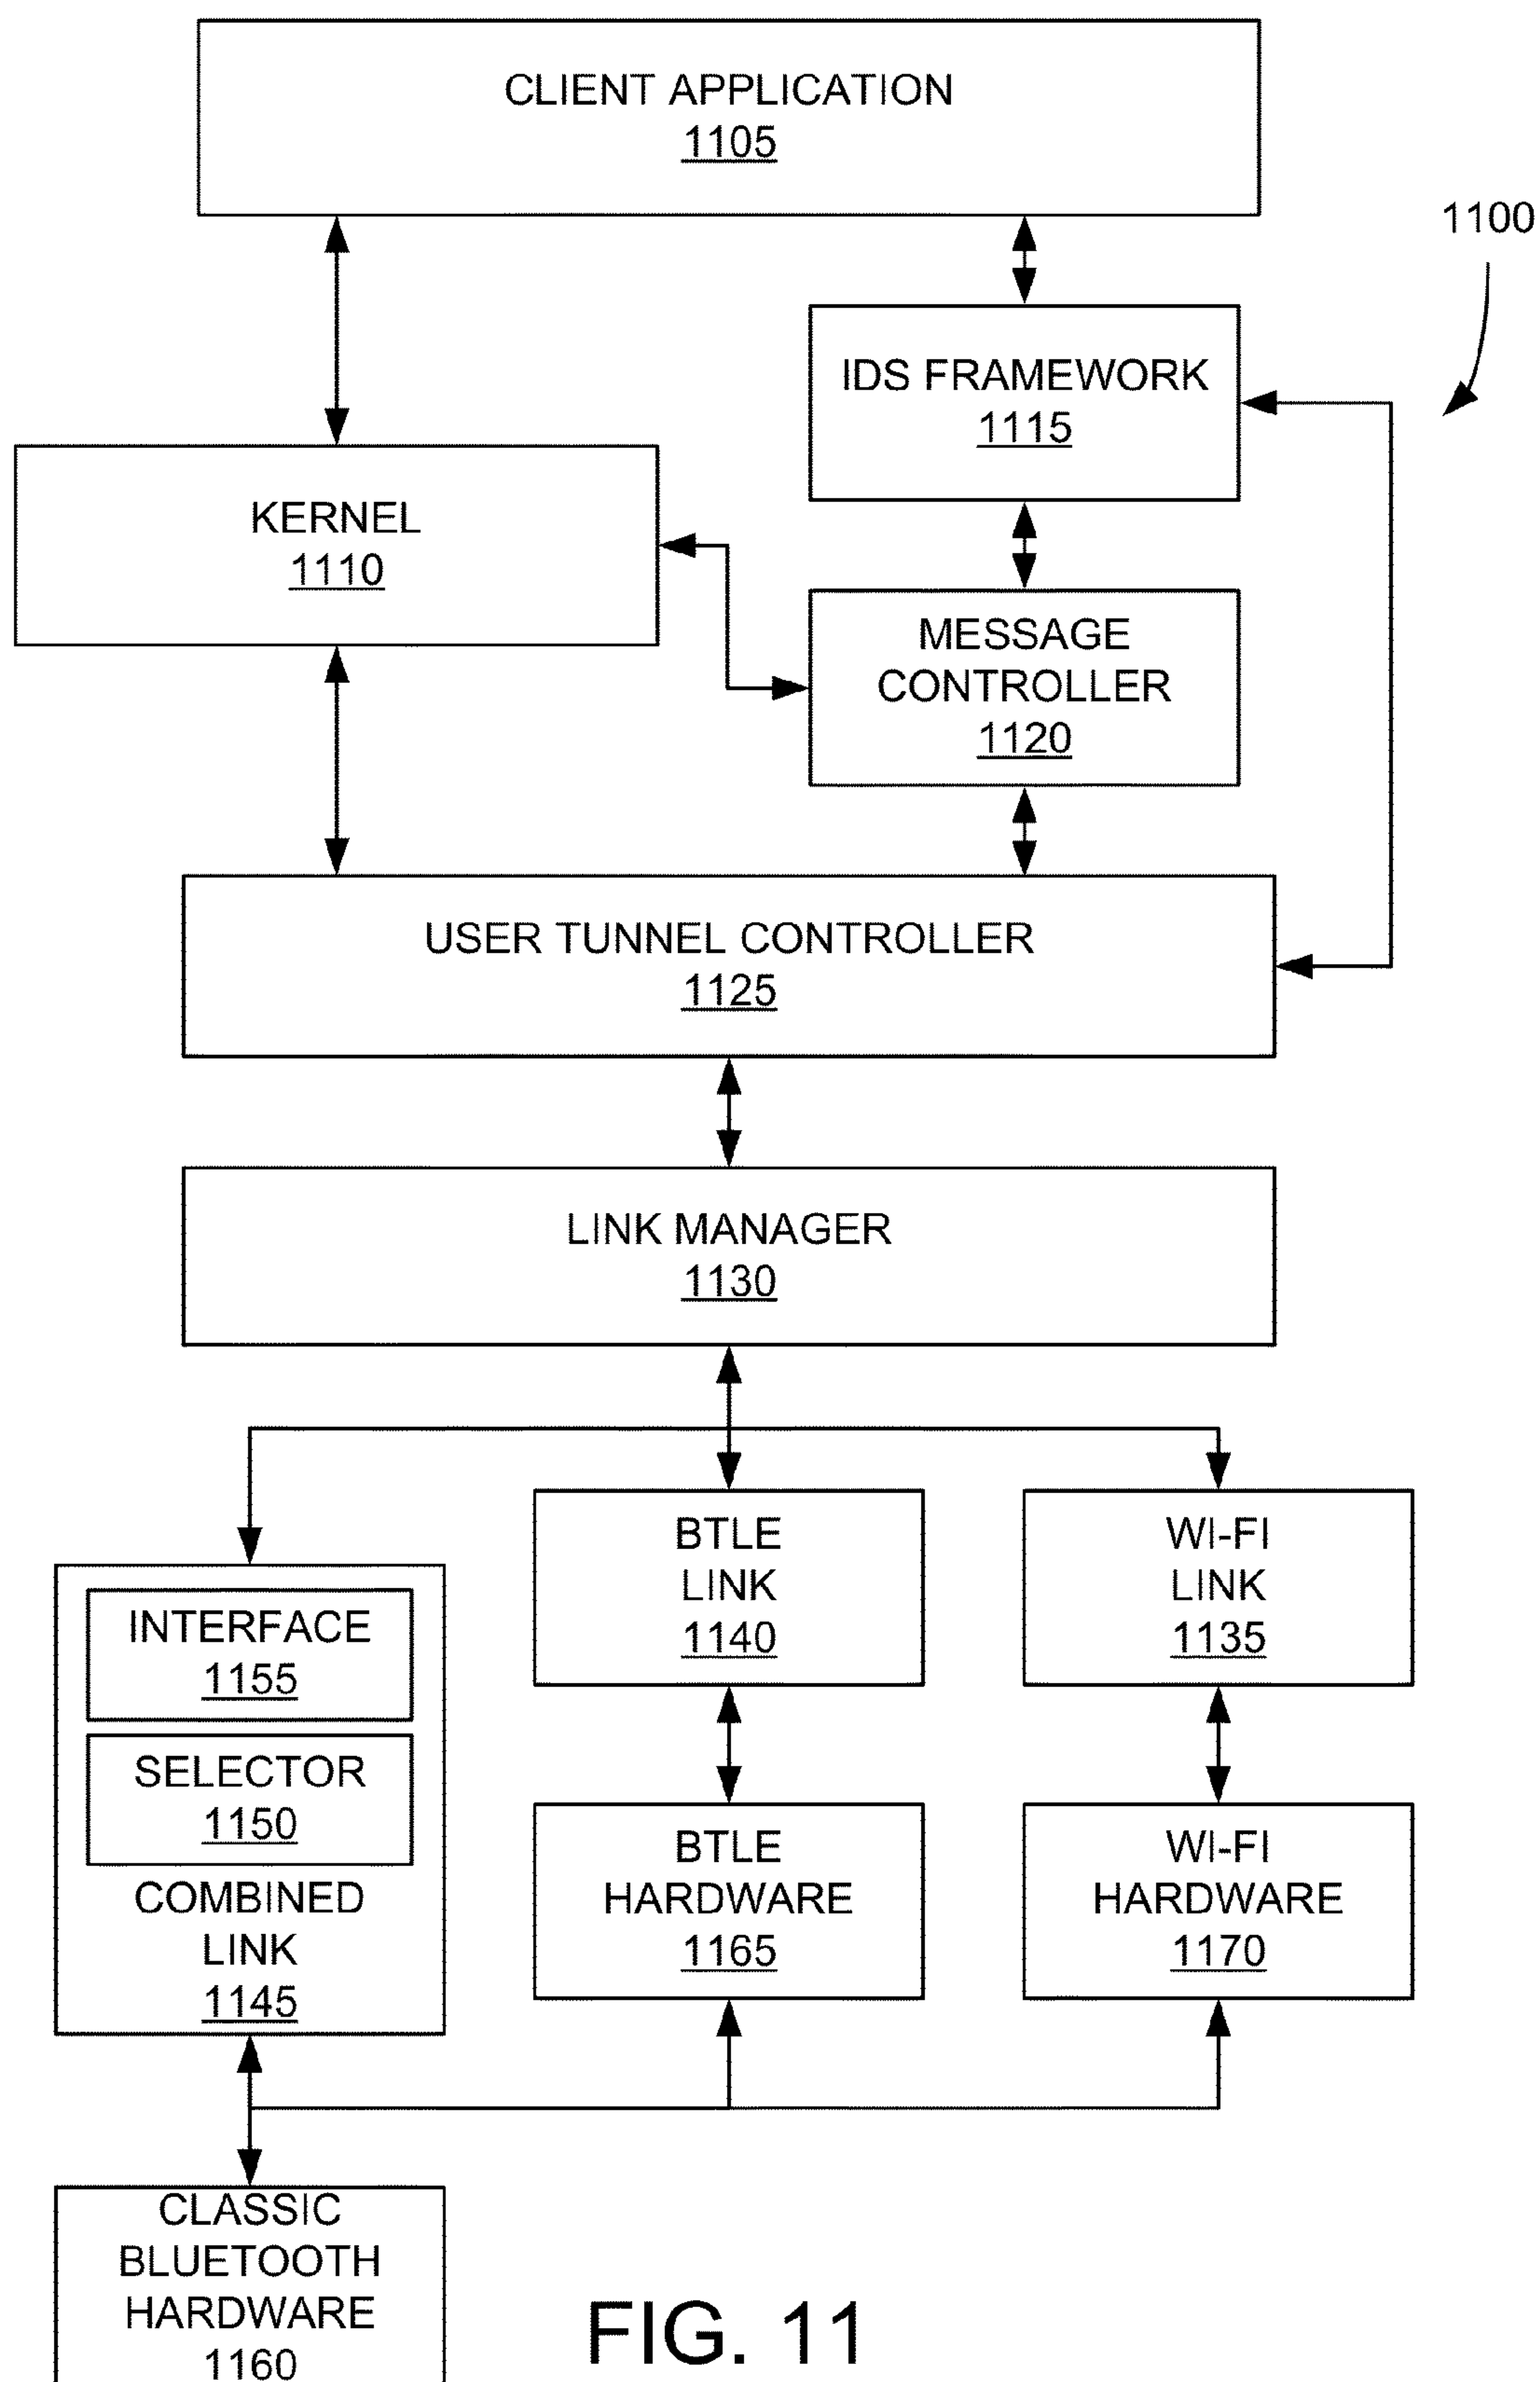 CLIENT APPLICATION
1105
1100
IDS FRAMEWORK
1115
KERNEL
1110
MESSAGE
CONTROLLER
1120
USER TUNNEL CONTROLLER
1125
LINK MANAGER
1130
INTERFACE
1155
SELECTOR
1150
COMBINED
LINK
1145
BTLE
LINK
1140
WI-FI
LINK
1135
BTLE
HARDWARE
1165
WI-FI
HARDWARE
1170
CLASSIC
BLUETOOTH
HARDWARE
1160
FIG. 11